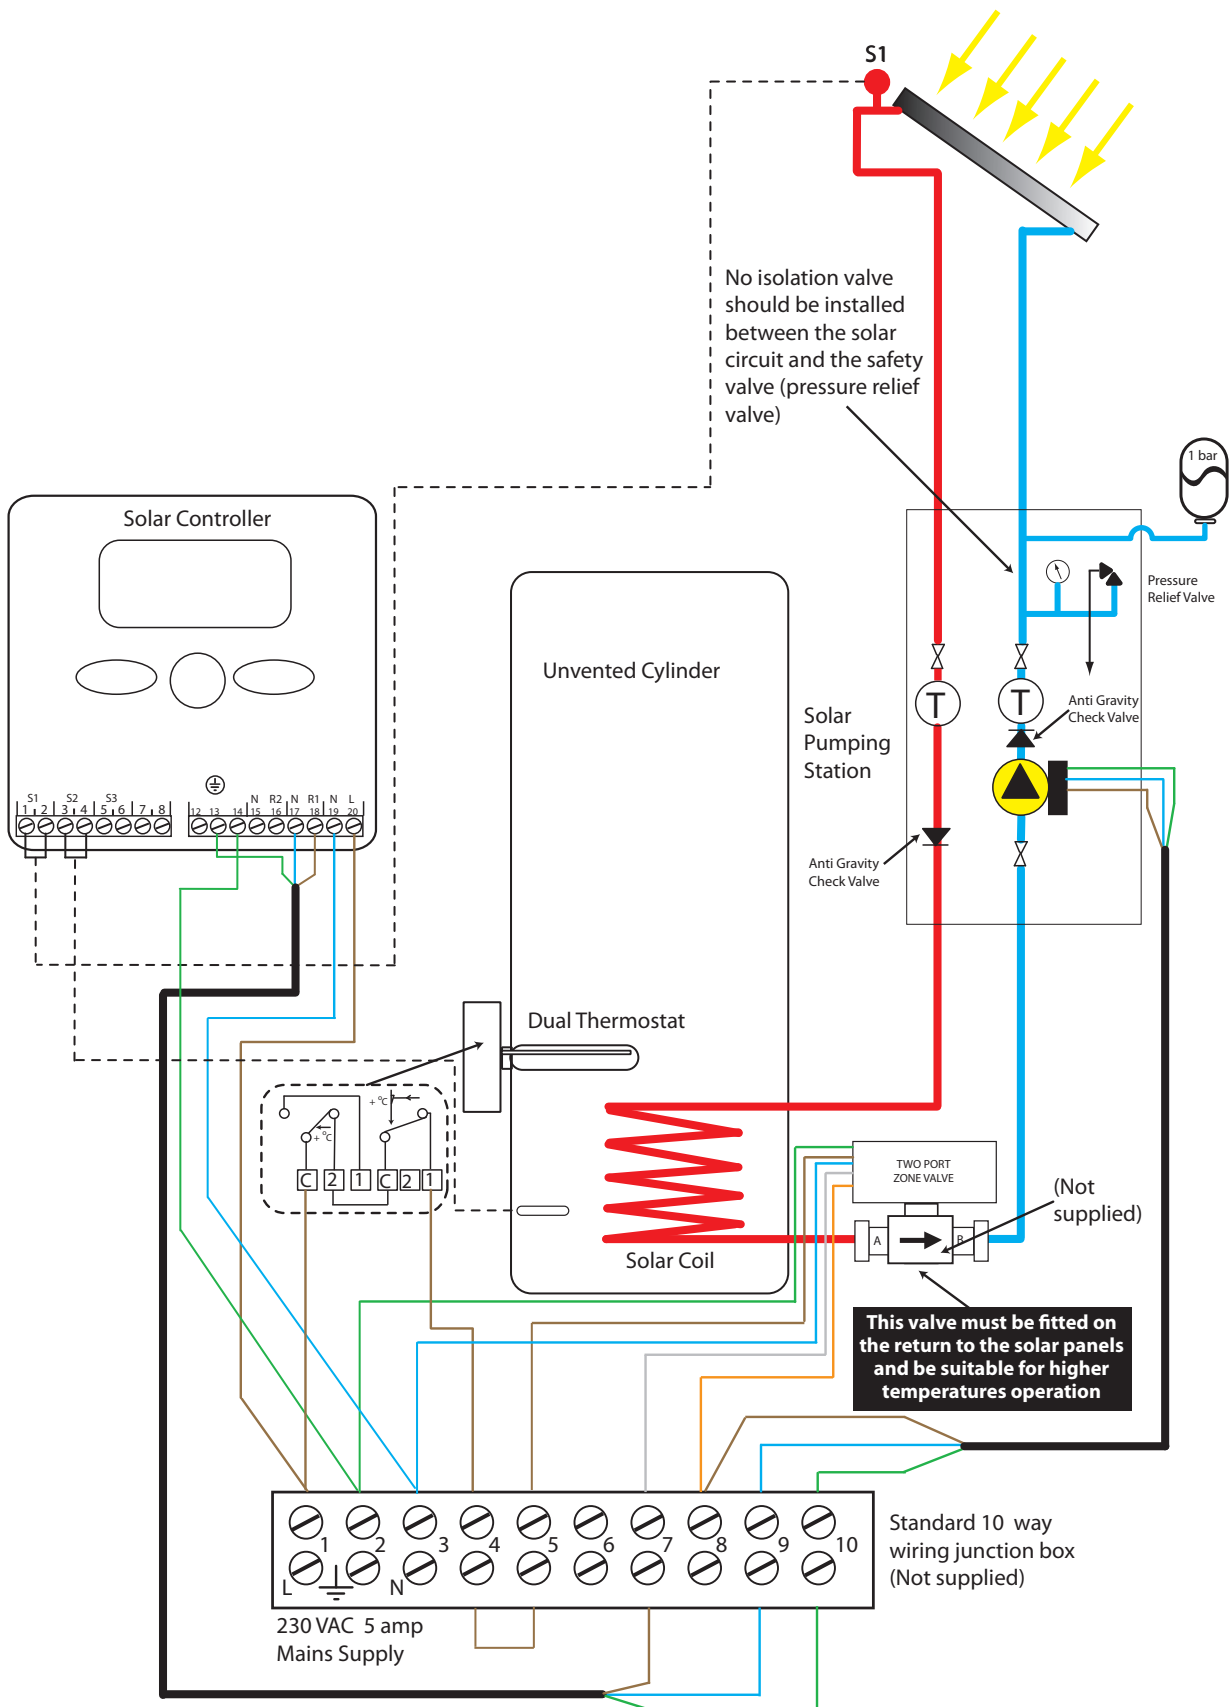 S1
No isolation valve
should be installed
between the solar
circuit and the safety
valve (pressure relief
valve)
1 bar
Solar Controller
Pressure
Relief Valve
Unvented Cylinder
T
T
Anti Gravity
Check Valve
Solar
Pumping
Station
S1 S2 S3
1 2 3 4 5 6 7 8
N R2 N R1 N L
12 13 14 15 16 17 18 19 20
Anti Gravity
Check Valve
Dual Thermostat
+ °C
+ °C
C 2 1 C 2 1
TWO PORT
ZONE VALVE
(Not
supplied)
A B
Solar Coil
This valve must be fitted on
the return to the solar panels
and be suitable for higher
temperatures operation
1 2 3 4 5 6 7 8 9 10
L N
Standard 10 way
wiring junction box
(Not supplied)
230 VAC 5 amp
Mains Supply